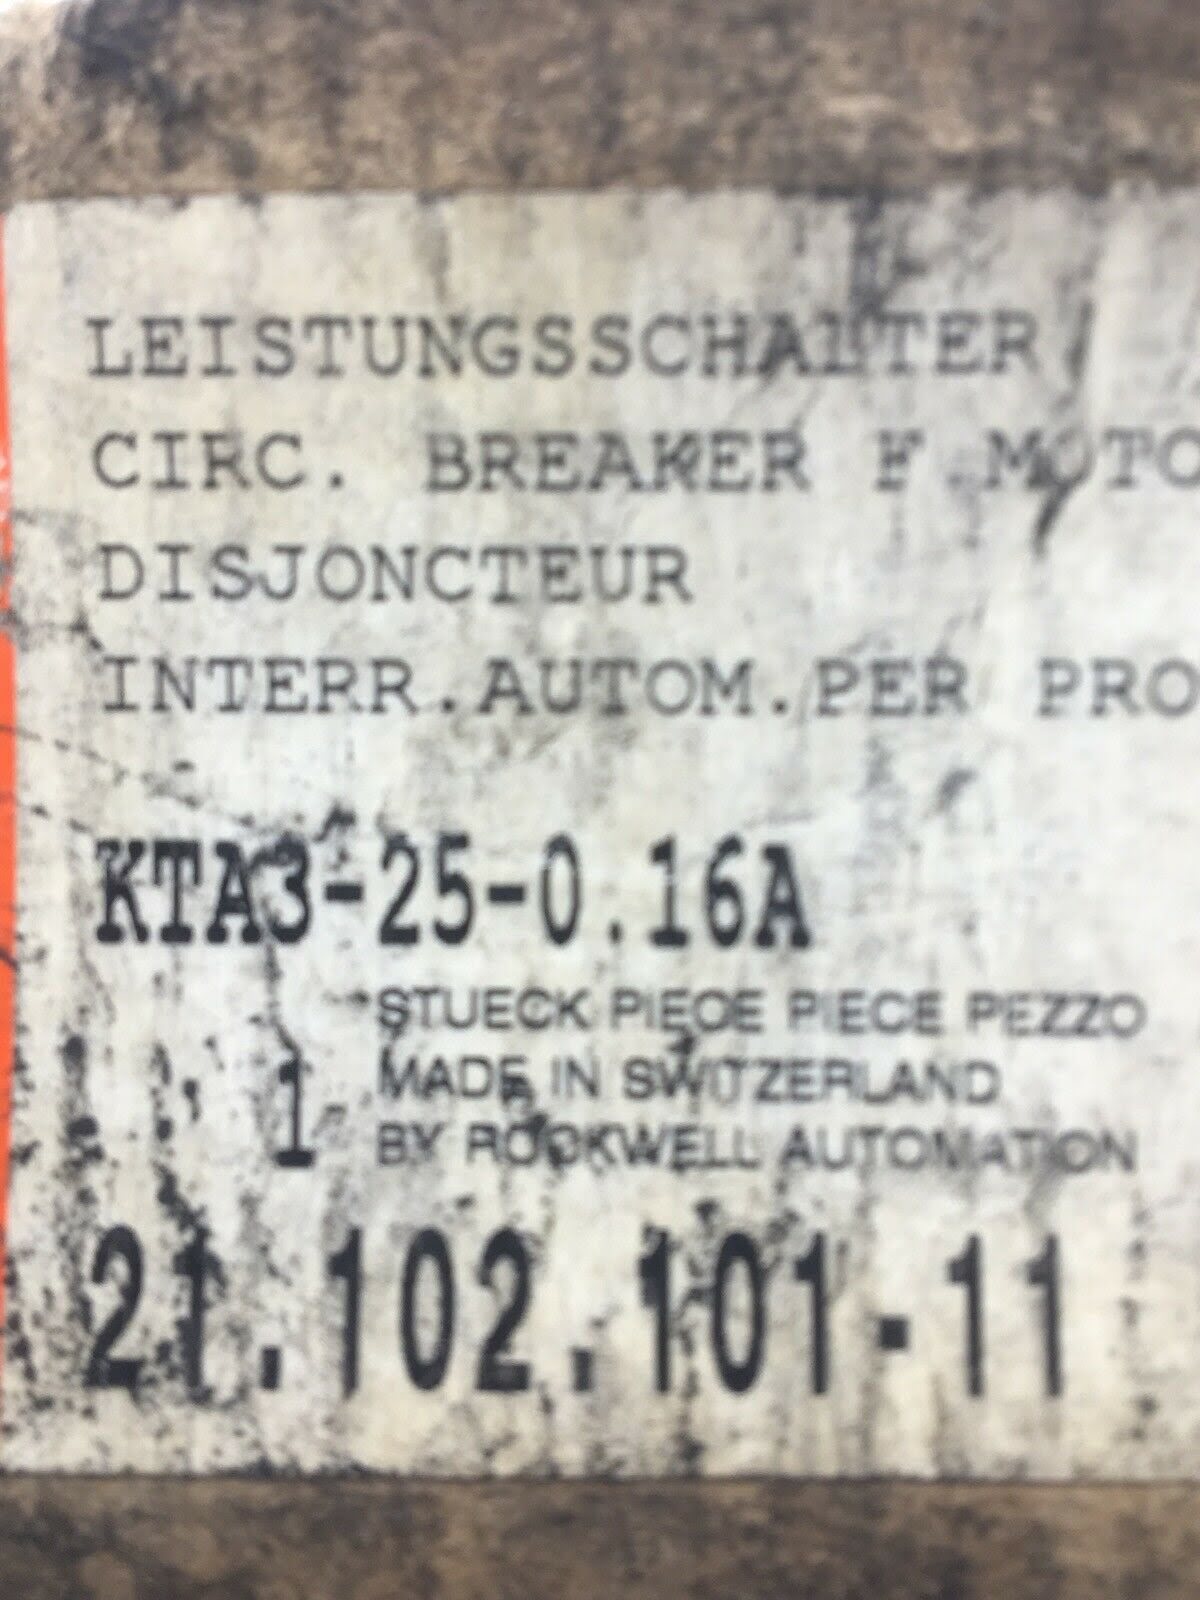 LEISTUNGSSCHALTER
CIRC. BREAKER F.MOTO
DISJONCTEUR
INTERR.AUTOM.PER PRO
KTA3-25-0.16A
STUECK PIECE PIECE PEZZO
1 MADE IN SWITZERLAND
BY ROCKWELL AUTOMATION
21.102.101-11